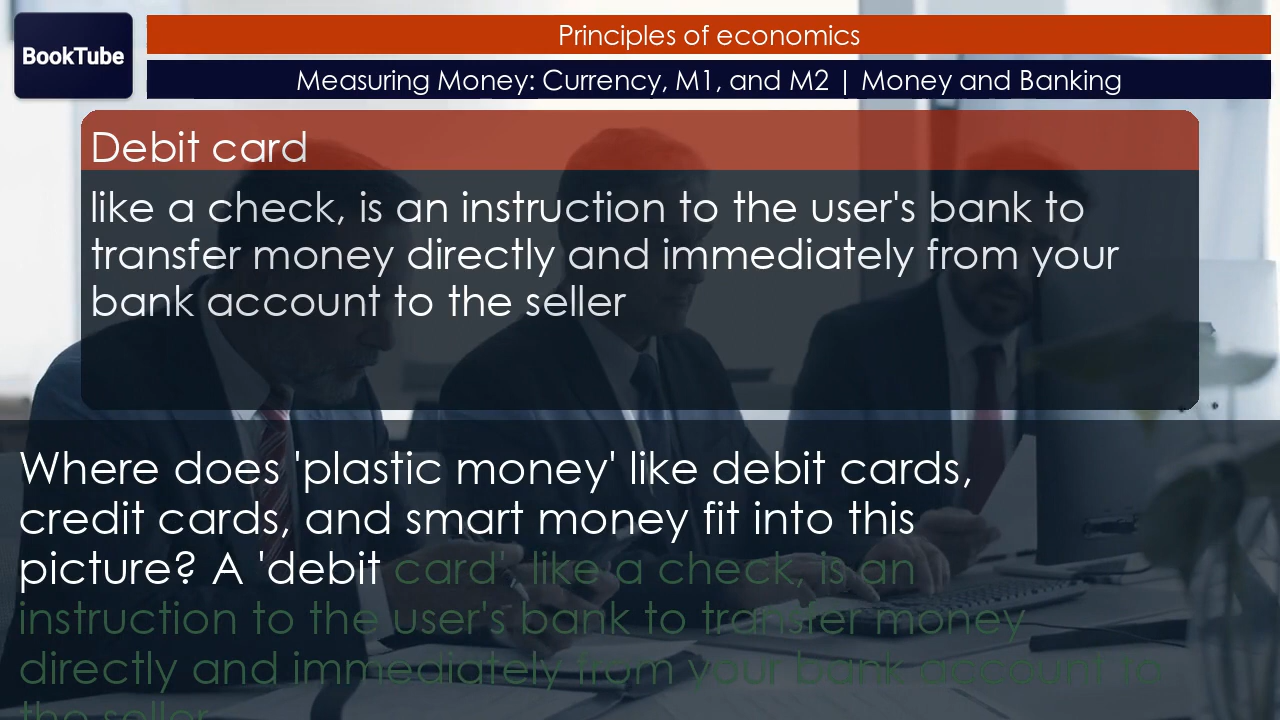 BookTube
Principles of economics
Measuring Money: Currency, M1, and M2 | Money and Banking
Debit card
like a check, is an instruction to the user's bank to
transfer money directly and immediately from your
bank account to the seller
Where does 'plastic money' like debit cards,
credit cards, and smart money fit into this
picture? A 'debit card' like a check, is an
instruction to the user's bank to transfer money
directly and immediately from your bank account to
the seller